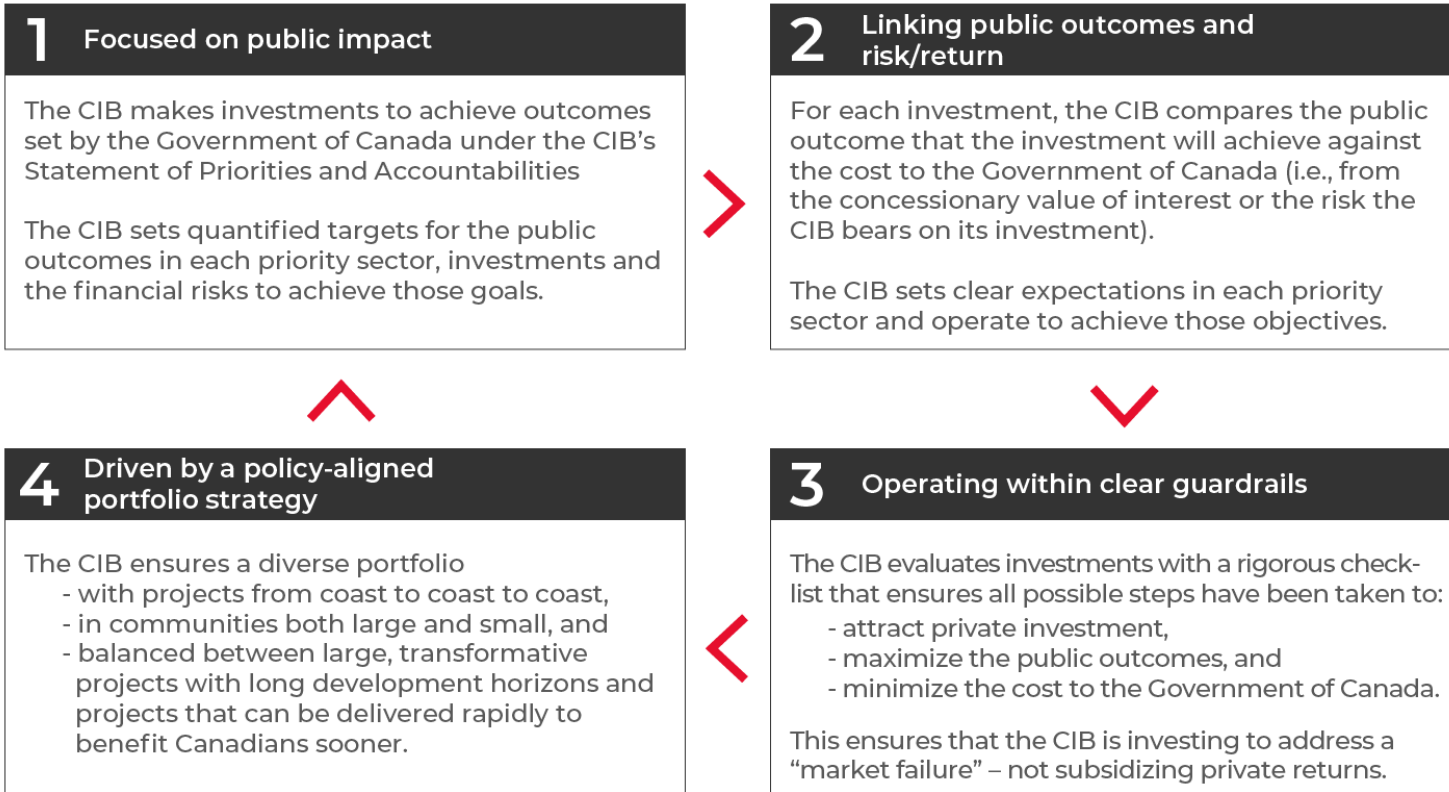 1 Focused on public impact
The CIB makes investments to achieve outcomes
set by the Government of Canada under the CIB's
Statement of Priorities and Accountabilities
The CIB sets quantified targets for the public
outcomes in each priority sector, investments and
the financial risks to achieve those goals.
2 Linking public outcomes and
risk/return
For each investment, the CIB compares the public
outcome that the investment will achieve against
the cost to the Government of Canada (i.e., from
the concessionary value of interest or the risk the
CIB bears on its investment).
The CIB sets clear expectations in each priority
sector and operate to achieve those objectives.
3 Operating within clear guardrails
The CIB evaluates investments with a rigorous check-
list that ensures all possible steps have been taken to:
- attract private investment,
- maximize the public outcomes, and
- minimize the cost to the Government of Canada.
This ensures that the CIB is investing to address a
“market failure” – not subsidizing private returns.
4 Driven by a policy-aligned
portfolio strategy
The CIB ensures a diverse portfolio
- with projects from coast to coast to coast,
- in communities both large and small, and
- balanced between large, transformative
projects with long development horizons and
projects that can be delivered rapidly to
benefit Canadians sooner.